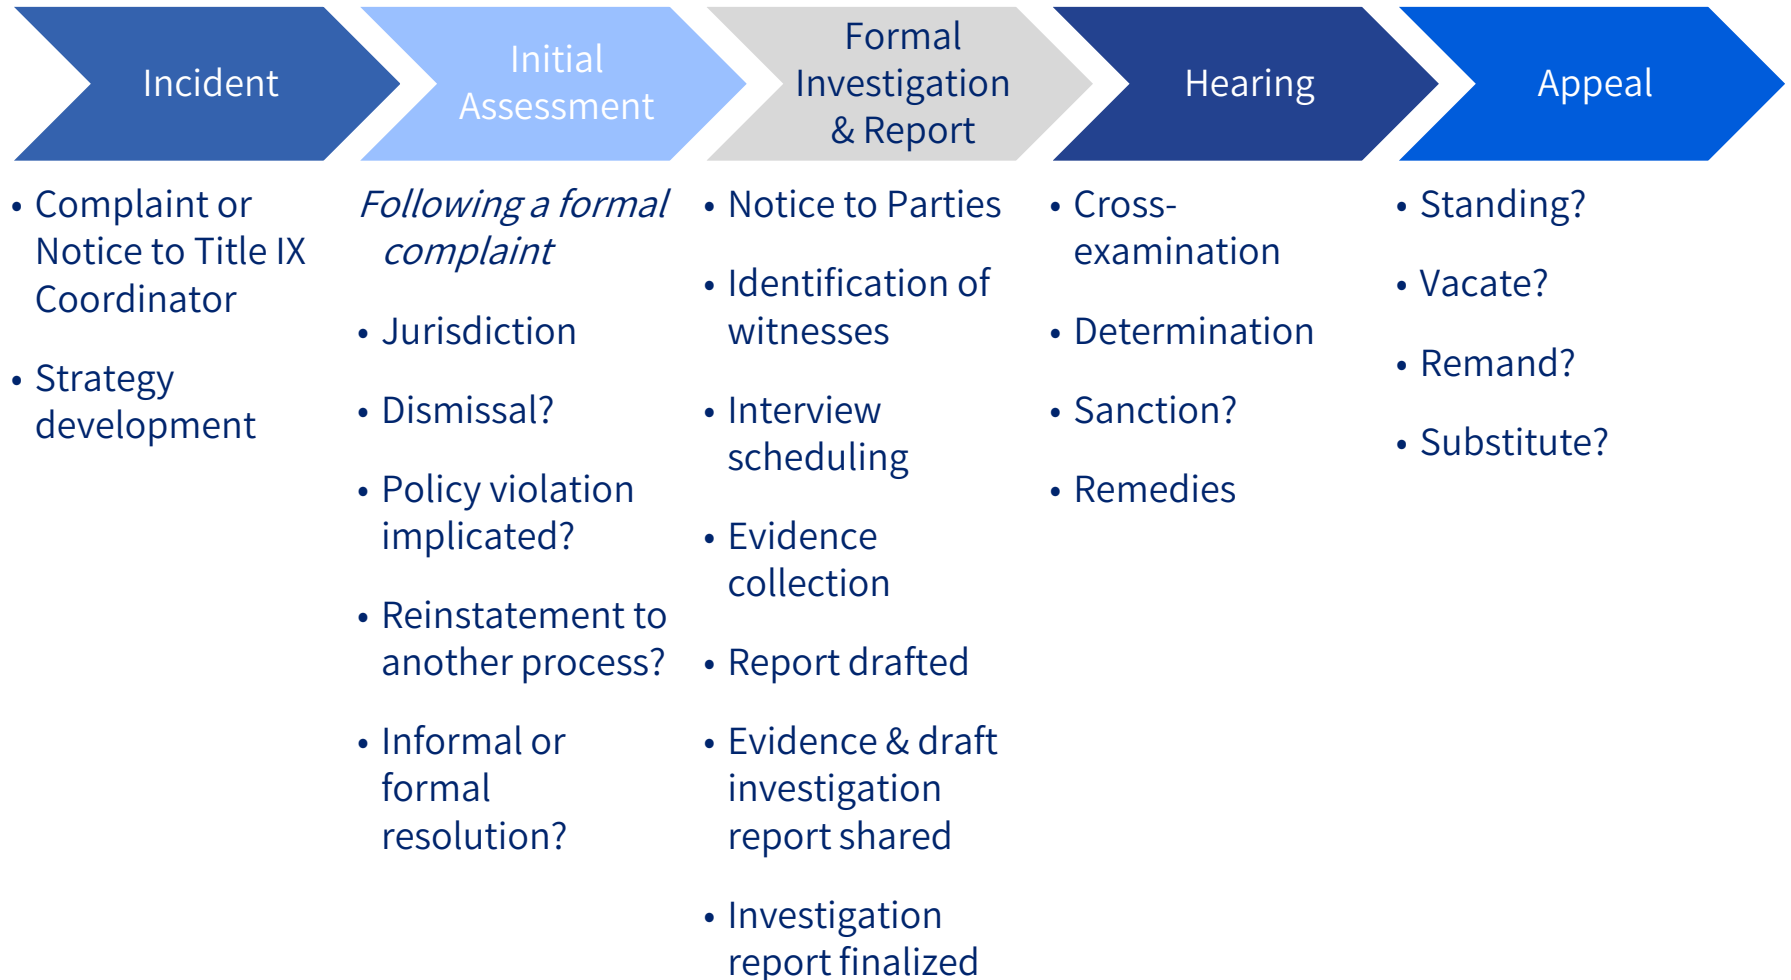 Incident
Initial
Assessment
Formal
Investigation
& Report
Hearing
Appeal
• Complaint or
Notice to Title IX
Coordinator
• Strategy
development
Following a formal
complaint
• Jurisdiction
• Dismissal?
• Policy violation
implicated?
• Reinstatement to
another process?
• Informal or
formal
resolution?
• Notice to Parties
• Identification of
witnesses
• Interview
scheduling
• Evidence
collection
• Report drafted
• Evidence & draft
investigation
report shared
• Investigation
report finalized
• Cross-
examination
• Determination
• Sanction?
• Remedies
• Standing?
• Vacate?
• Remand?
• Substitute?